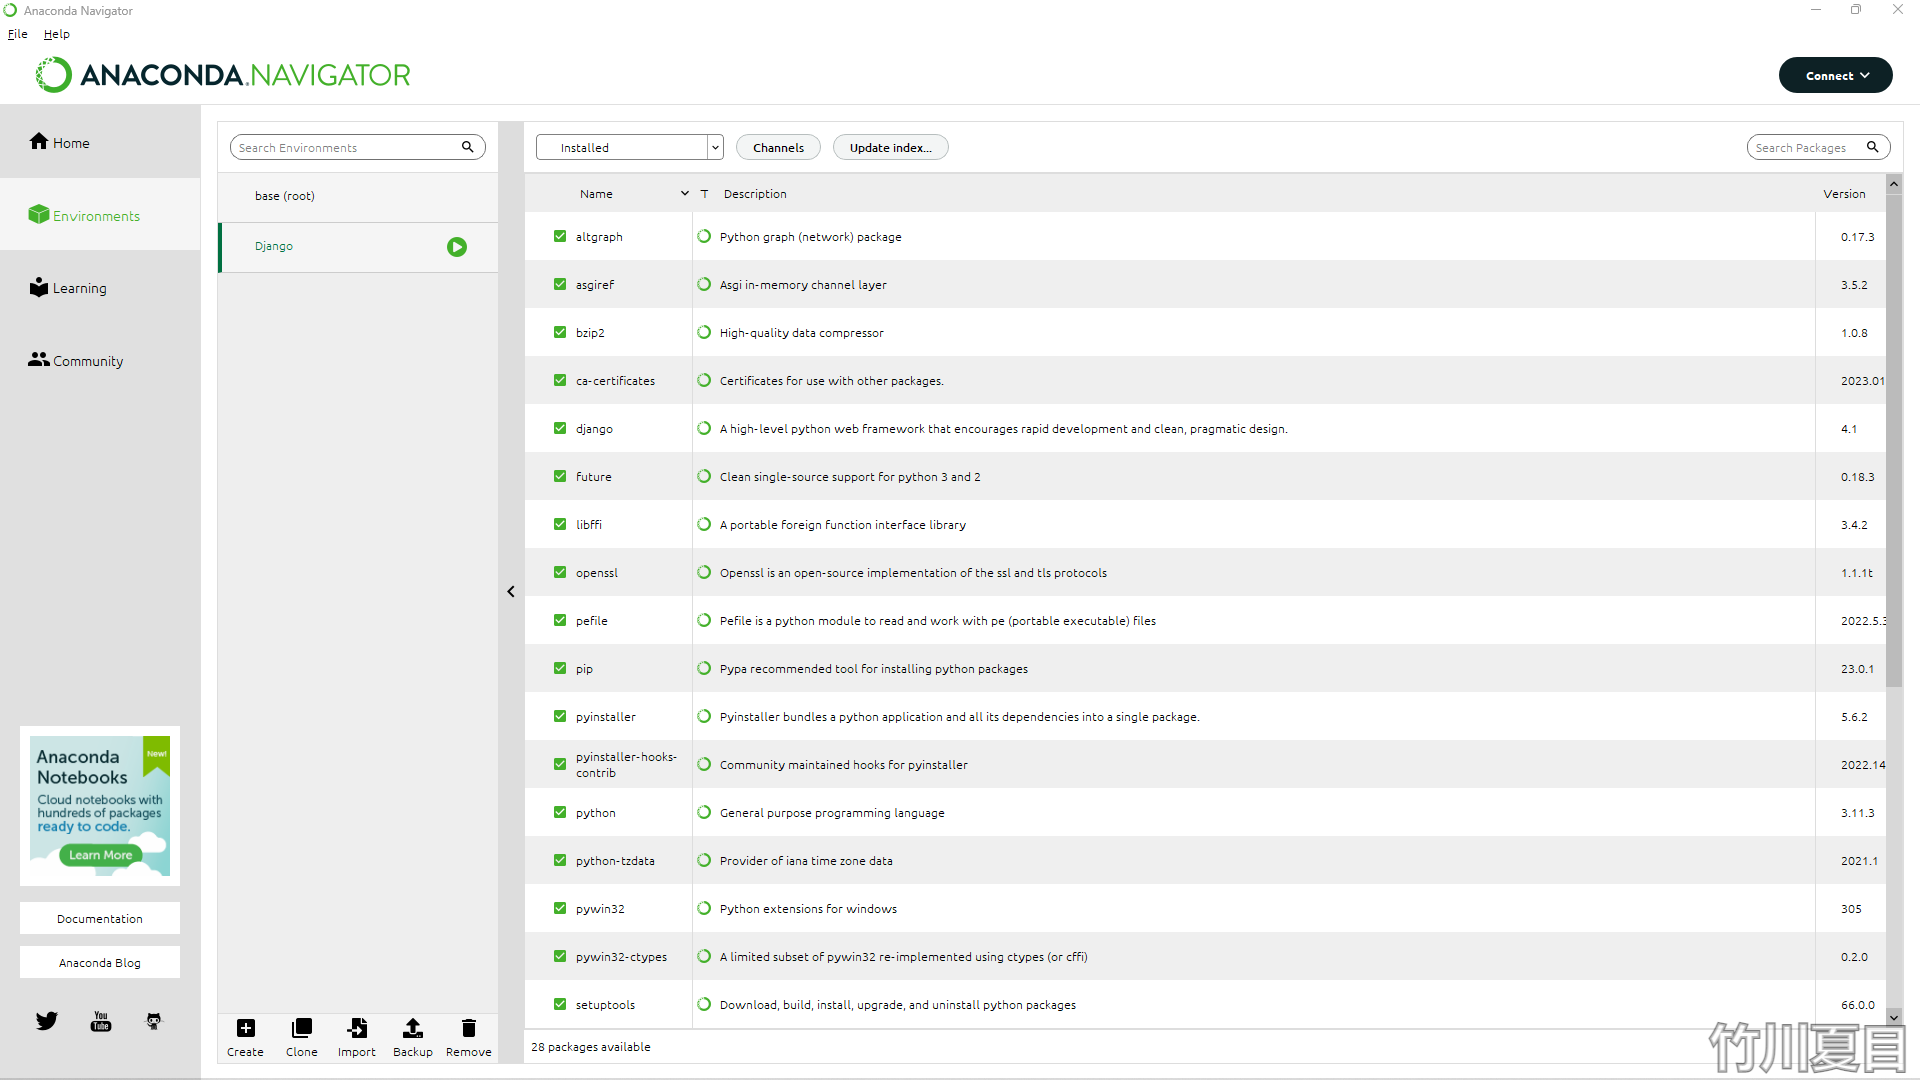 Anaconda Navigator
File Help
ANACONDA.NAVIGATOR
Connect
Home
Environments
Learning
Community
Anaconda
Notebooks
New!
Cloud notebooks with
hundreds of packages
ready to code.
Learn More
Documentation
Anaconda Blog
You
Tube
Search Environments
base (root)
Django
Create Clone Import Backup Remove
Installed Channels Update index... Search Packages
Name T Description Version
altgraph Python graph (network) package 0.17.3
asgiref Asgi in-memory channel layer 3.5.2
bzip2 High-quality data compressor 1.0.8
ca-certificates Certificates for use with other packages. 2023.01
django A high-level python web framework that encourages rapid development and clean, pragmatic design. 4.1
future Clean single-source support for python 3 and 2 0.18.3
libffi A portable foreign function interface library 3.4.2
openssl Openssl is an open-source implementation of the ssl and tls protocols 1.1.1t
pefile Pefile is a python module to read and work with pe (portable executable) files 2022.5.3
pip Pypa recommended tool for installing python packages 23.0.1
pyinstaller Pyinstaller bundles a python application and all its dependencies into a single package. 5.6.2
pyinstaller-hooks-
contrib Community maintained hooks for pyinstaller 2022.14
python General purpose programming language 3.11.3
python-tzdata Provider of iana time zone data 2021.1
pywin32 Python extensions for windows 305
pywin32-ctypes A limited subset of pywin32 re-implemented using ctypes (or cffi) 0.2.0
setuptools Download, build, install, upgrade, and uninstall python packages 66.0.0
28 packages available
竹川夏目